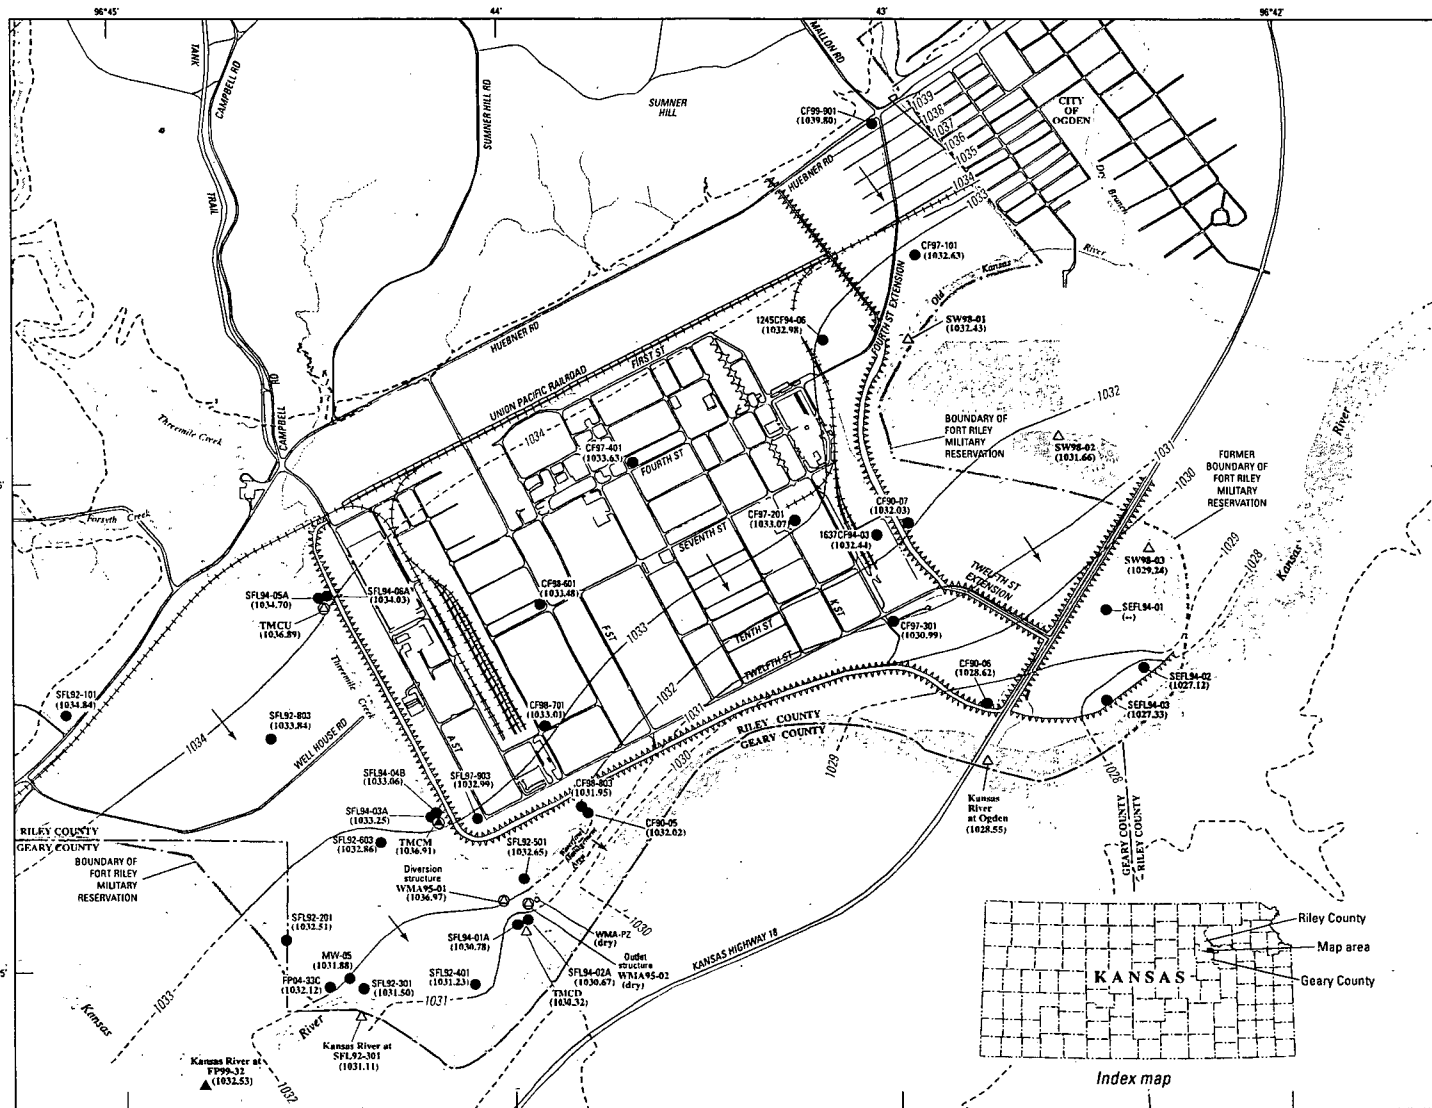 96°45'
44'
43'
96°42'
TANK
TRAIL
CAMPBELL RD
SUMNER HILL RD
SUMNER
HILL
MALLON RD
CF99-901
(1039.80)
1039
1038
1037
1036
1035
1034
1033
CITY
OF
OGDEN
Dry Branch
HUEBNER RD
CF97-101
(1032.63)
Old Kansas River
FOURTH ST EXTENSION
1245CF94-06
(1032.98)
SW98-01
(1032.43)
HUEBNER RD
UNION PACIFIC RAILROAD
FIRST ST
CAMPBELL RD
Threemile Creek
1034
CF97-401
(1033.63)
FOURTH ST
BOUNDARY OF
FORT RILEY
MILITARY
RESERVATION
1032
SW98-02
(1031.66)
1031
1030
FORMER
BOUNDARY OF
FORT RILEY
MILITARY
RESERVATION
Kansas River
Forsyth Creek
CF97-201
(1033.07)
CF90-07
(1032.03)
1637CF94-03
(1032.44)
SEVENTH ST
1029
1028
SW98-03
(1029.24)
TWELFTH ST
EXTENSION
SFL94-05A
(1034.70)
SFL94-06A
(1034.03)
TMCU
(1036.89)
CF98-601
(1033.48)
F ST
1033
K ST
TENTH ST
TWELFTH ST
CF97-301
(1030.99)
SEFL94-01
(--)
Threemile Creek
CF90-06
(1028.62)
SEFL94-02
(1027.12)
SEFL94-03
(1027.33)
SFL92-101
(1034.84)
SFL92-803
(1033.84)
1034
WELL HOUSE RD
A ST
CF98-701
(1033.01)
1032
1031
RILEY COUNTY
GEARY COUNTY
1030
1029
1028
SFL94-04B
(1033.06)
SFL97-903
(1032.99)
CF98-803
(1031.95)
SFL94-03A
(1033.25)
CF90-05
(1032.02)
Kansas
River
at Ogden
(1028.55)
GEARY COUNTY
RILEY COUNTY
RILEY COUNTY
GEARY COUNTY
SFL92-603
(1032.86)
TMCM
(1036.91)
SFL92-501
(1032.65)
BOUNDARY OF
FORT RILEY
MILITARY
RESERVATION
Diversion
structure
WMA95-01
(1036.97)
SFL92-201
(1032.51)
SFL94-01A
(1030.78)
WMA-PZ
(dry)
1030
Outlet
structure
WMA95-02
(dry)
SFL94-02A
(1030.67)
TMCD
(1030.32)
MW-05
(1031.88)
FP04-33C
(1032.12)
SFL92-301
(1031.50)
SFL92-401
(1031.23)
1031
KANSAS HIGHWAY 18
1033
Kansas River
Kansas River at
SFL92-301
(1031.11)
Kansas River at
FP99-32
(1032.53)
1032
KANSAS
Riley County
Map area
Geary County
Index map